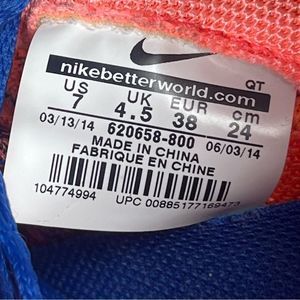 nikebetterworld.com QT
US UK EUR cm
7 4.5 38 24
03/13/14 620658-800 06/03/14
MADE IN CHINA
FABRIQUE EN CHINE
104774994
UPC 00885177169473